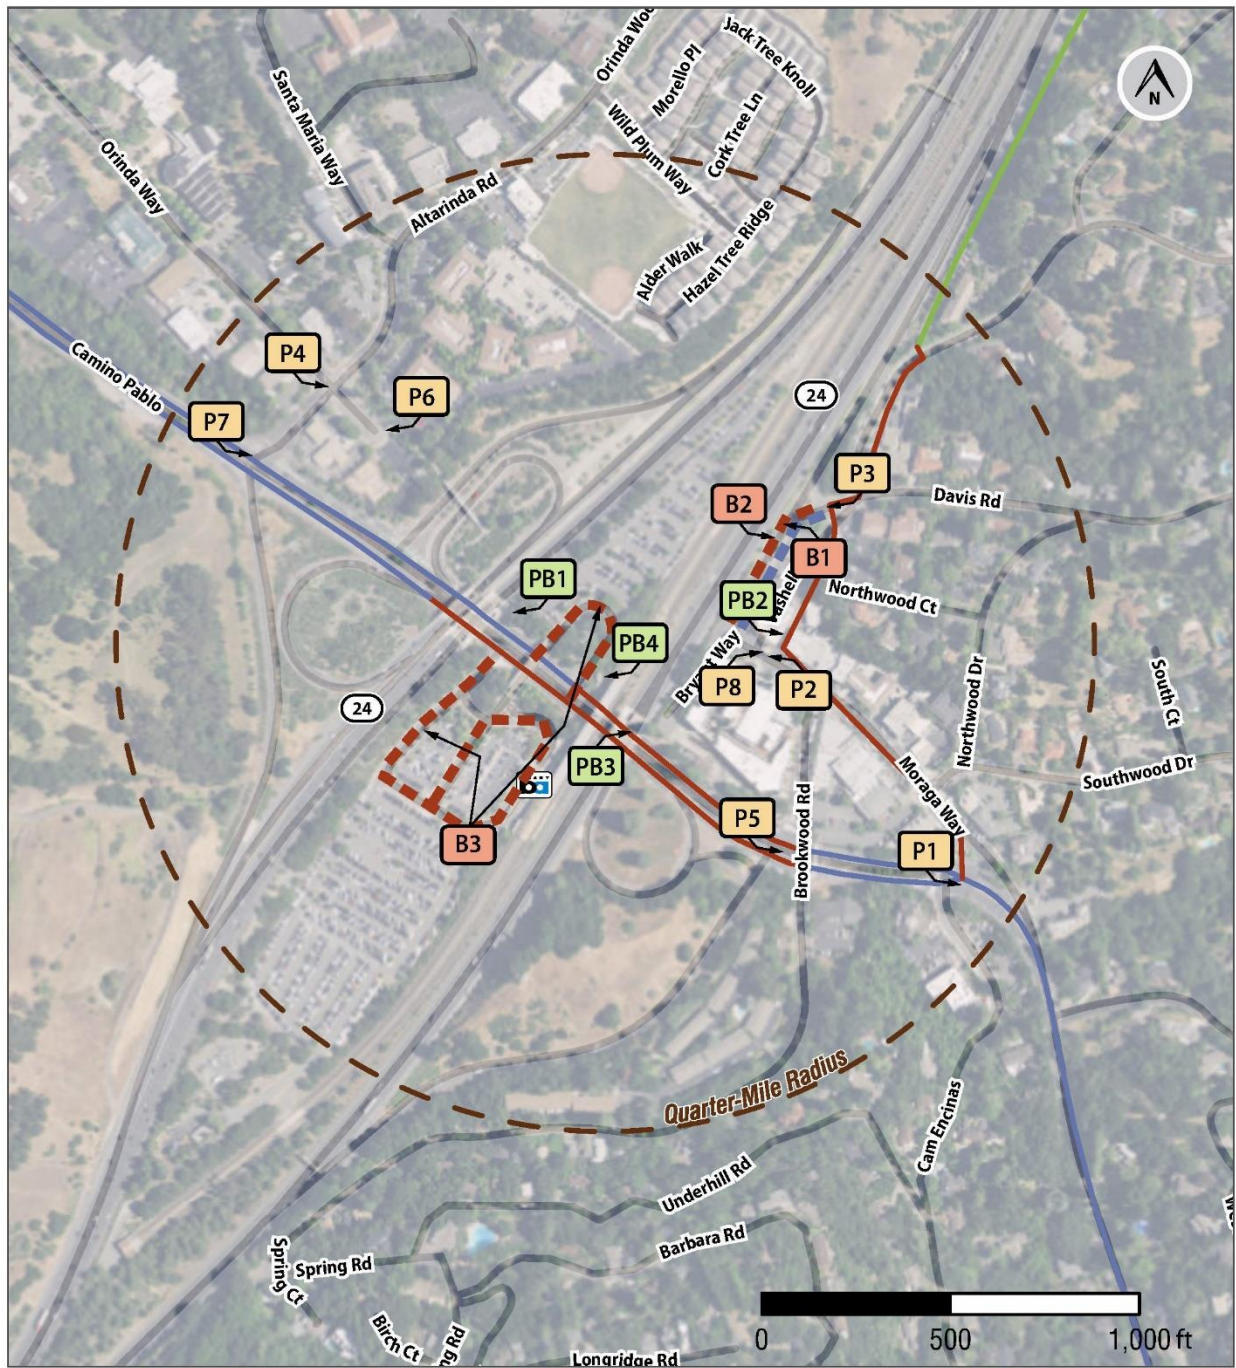 Orinda Woo
Jack Tree Knoll
Morello Pl
Santa Maria Way
Cork Tree Ln
N
Wild Plum Way
Orinda Way
Altarinda Rd
Hazel Tree Ridge
Alder Walk
P4
Camino Pablo
P6
24
P7
P3
Davis Rd
B2
B1
PB1
PB2
Northwood Ct
PB4
P8
P2
24
Northwood Dr
South Ct
PB3
Southwood Dr
Moraga Way
P5
Brookwood Rd
B3
P1
Quarter-Mile Radius
Cam Encinas
Underhill Rd
Barbara Rd
Spring Rd
Spring Ct
Birch Ct
ng Rd
Longridge Rd
0 500 1,000 ft